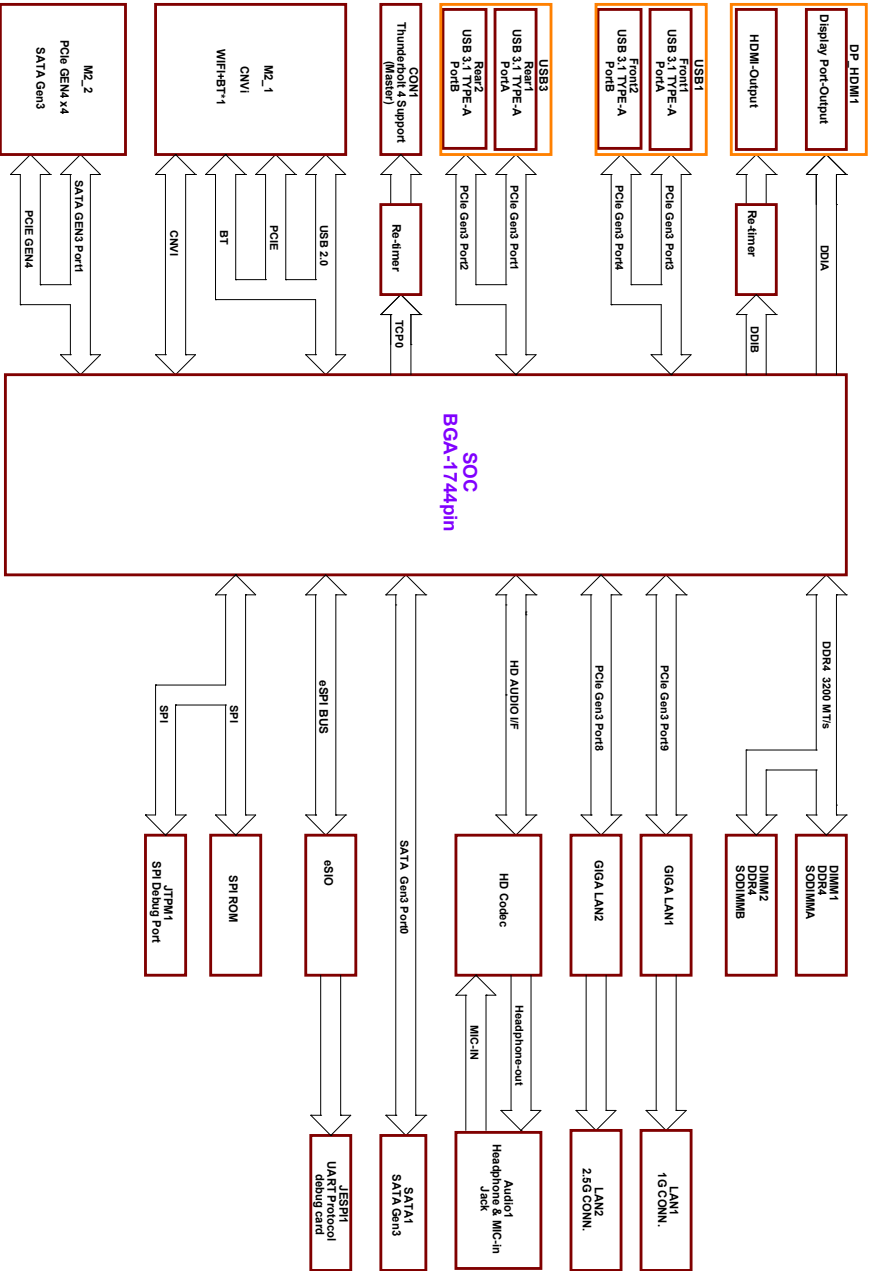 DP_HDMI1
Display Port-Output
HDMI-Output
USB1
Front1
USB 3.1 TYPE-A
PortA
Front2
USB 3.1 TYPE-A
PortB
USB3
Rear1
USB 3.1 TYPE-A
PortA
Rear2
USB 3.1 TYPE-A
PortB
CON1
Thunderbolt 4 Support
(Master)
M2_1
CNVi
WIFI+BT*1
M2_2
PCIe GEN4 x4
SATA Gen3
DDIA
Re-timer
DDIB
PCIe Gen3 Port3
PCIe Gen3 Port4
PCIe Gen3 Port1
PCIe Gen3 Port2
Re-timer
TCP0
USB 2.0
PCIE
BT
CNVI
SATA GEN3 Port1
PCIE GEN4
SOC
BGA-1744pin
DDR4 3200 MT/s
PCIe Gen3 Port9
PCIe Gen3 Port8
HD AUDIO I/F
SATA Gen3 Port0
eSPI BUS
SPI
SPI
DIMM1
DDR4
SODIMMA
DIMM2
DDR4
SODIMMB
GIGA LAN1
GIGA LAN2
HD Codec
eSIO
SPI ROM
JTPM1
SPI Debug Port
Headphone-out
MIC-IN
LAN1
1G CONN.
LAN2
2.5G CONN.
Audio1
Headphone & MIC-in
Jack
SATA1
SATA Gen3
JESPI1
UART Protocol
debug card